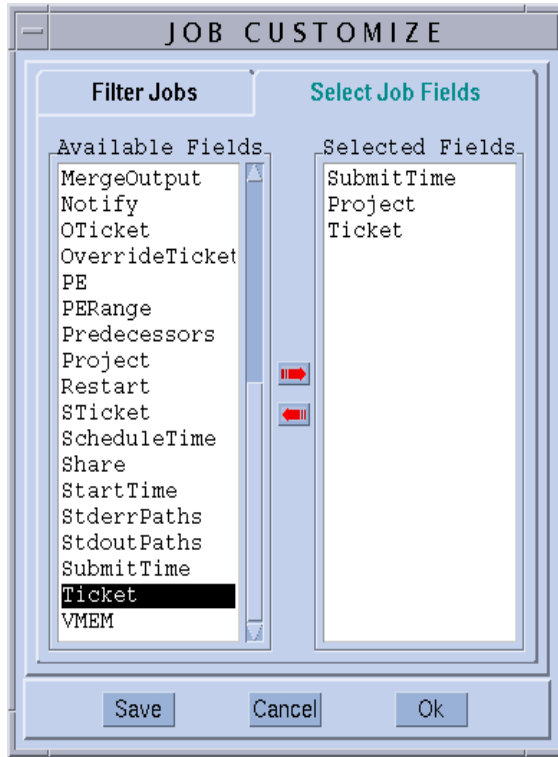 JOB CUSTOMIZE
Filter Jobs
Select Job Fields
Available Fields
MergeOutput
Notify
OTicket
OverrideTicket
PE
PERange
Predecessors
Project
Restart
STicket
ScheduleTime
Share
StartTime
StderrPaths
StdoutPaths
SubmitTime
Ticket
VMEM
Selected Fields
SubmitTime
Project
Ticket
Save
Cancel
Ok